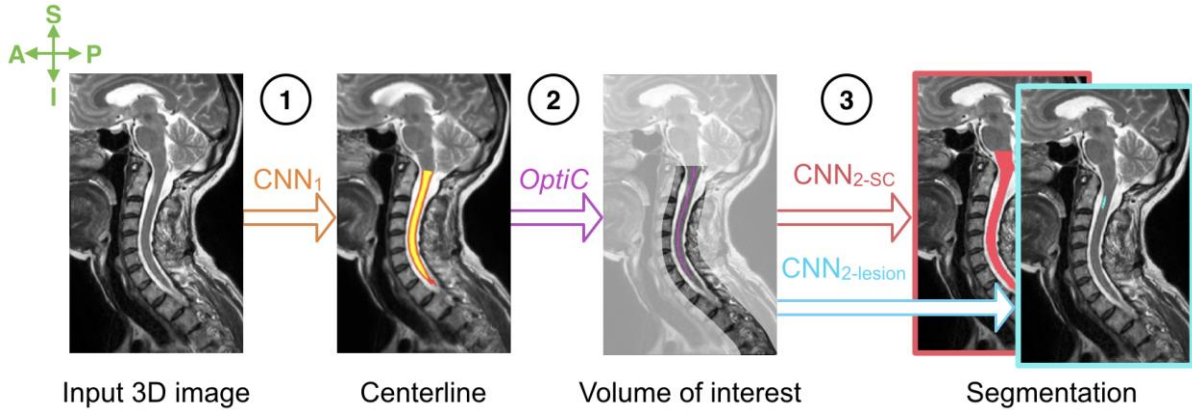 S
A P
I
1 2 3
CNN1 OptiC CNN2-SC
CNN2-lesion
Input 3D image Centerline Volume of interest Segmentation